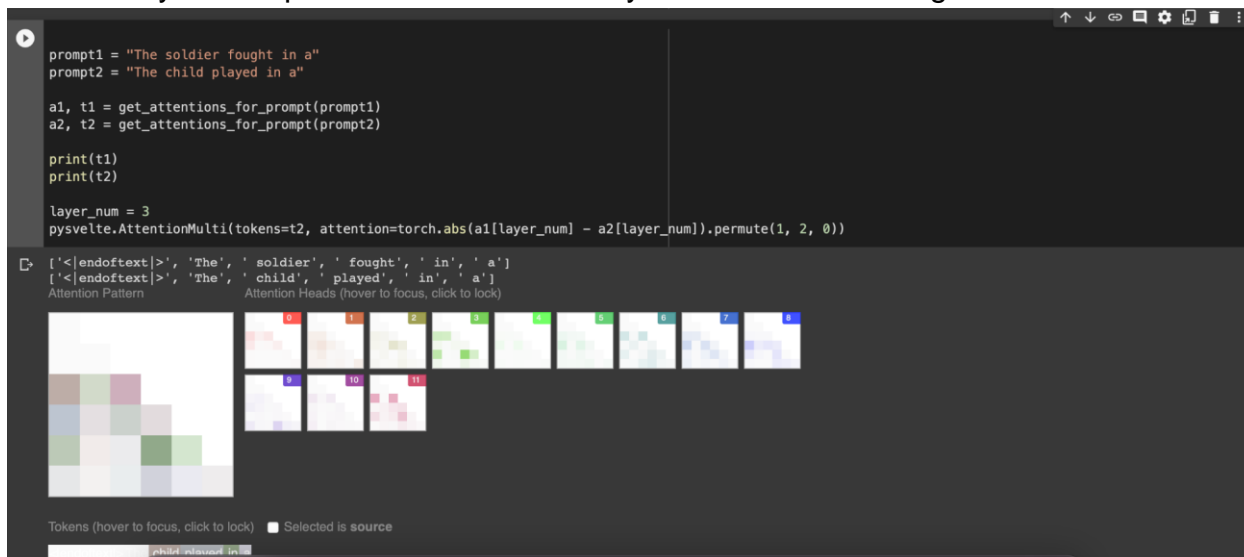 prompt1 = "The soldier fought in a"
prompt2 = "The child played in a"
a1, t1 = get_attentions_for_prompt(prompt1)
a2, t2 = get_attentions_for_prompt(prompt2)
print(t1)
print(t2)
layer_num = 3
pysvelte.AttentionMulti(tokens=t2, attention=torch.abs(a1[layer_num] - a2[layer_num]).permute(1, 2, 0))
['<|endoftext|>', 'The', ' soldier', ' fought', ' in', ' a']
['<|endoftext|>', 'The', ' child', ' played', ' in', ' a']
Attention Pattern Attention Heads (hover to focus, click to lock)
0 1 2 3 4 5 6 7 8
9 10 11
Tokens (hover to focus, click to lock) Selected is source
child played in a